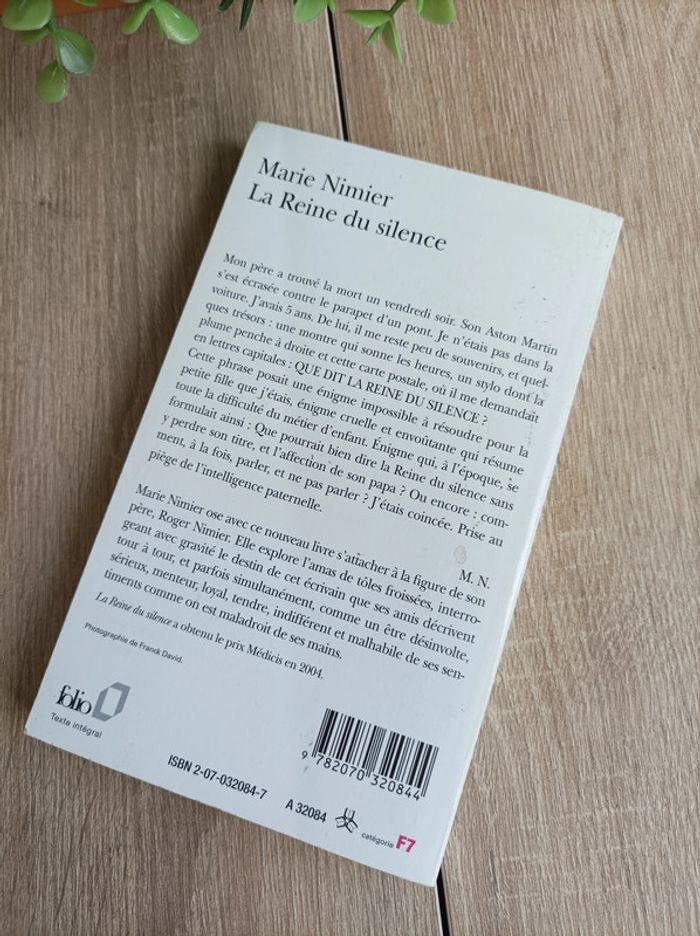 Marie Nimier
La Reine du silence
Mon père a trouvé la mort un vendredi soir. Son Aston Martin
s'est écrasée contre le parapet d'un pont. Je n'étais pas dans la
voiture. J'avais 5 ans. De lui, il me reste peu de souvenirs, et quel-
ques trésors : une montre qui sonne les heures, un stylo dont la
plume penche à droite et cette carte postale, où il me demandait
en lettres capitales : QUE DIT LA REINE DU SILENCE ?
Cette phrase posait une énigme impossible à résoudre pour la
petite fille que j'étais, énigme cruelle et envoûtante qui résume
toute la difficulté du métier d'enfant. Énigme qui, à l'époque, se
formulait ainsi : Que pourrait bien dire la Reine du silence sans
y perdre son titre, et l'affection de son papa ? Ou encore : com-
ment, à la fois, parler, et ne pas parler ? J'étais coincée. Prise au
piège de l'intelligence paternelle.
M. N.
Marie Nimier ose avec ce nouveau livre s'attacher à la figure de son
père, Roger Nimier. Elle explore l'amas de tôles froissées, interro-
geant avec gravité le destin de cet écrivain que ses amis décrivent
tour à tour, et parfois simultanément, comme un être désinvolte,
sérieux, menteur, loyal, tendre, indifférent et malhabile de ses sen-
timents comme on est maladroit de ses mains.
La Reine du silence a obtenu le prix Médicis en 2004.
Photographie de Franck David.
folio
Texte intégral
9 782070 320844
ISBN 2-07-032084-7
A 32084
catégorie F7